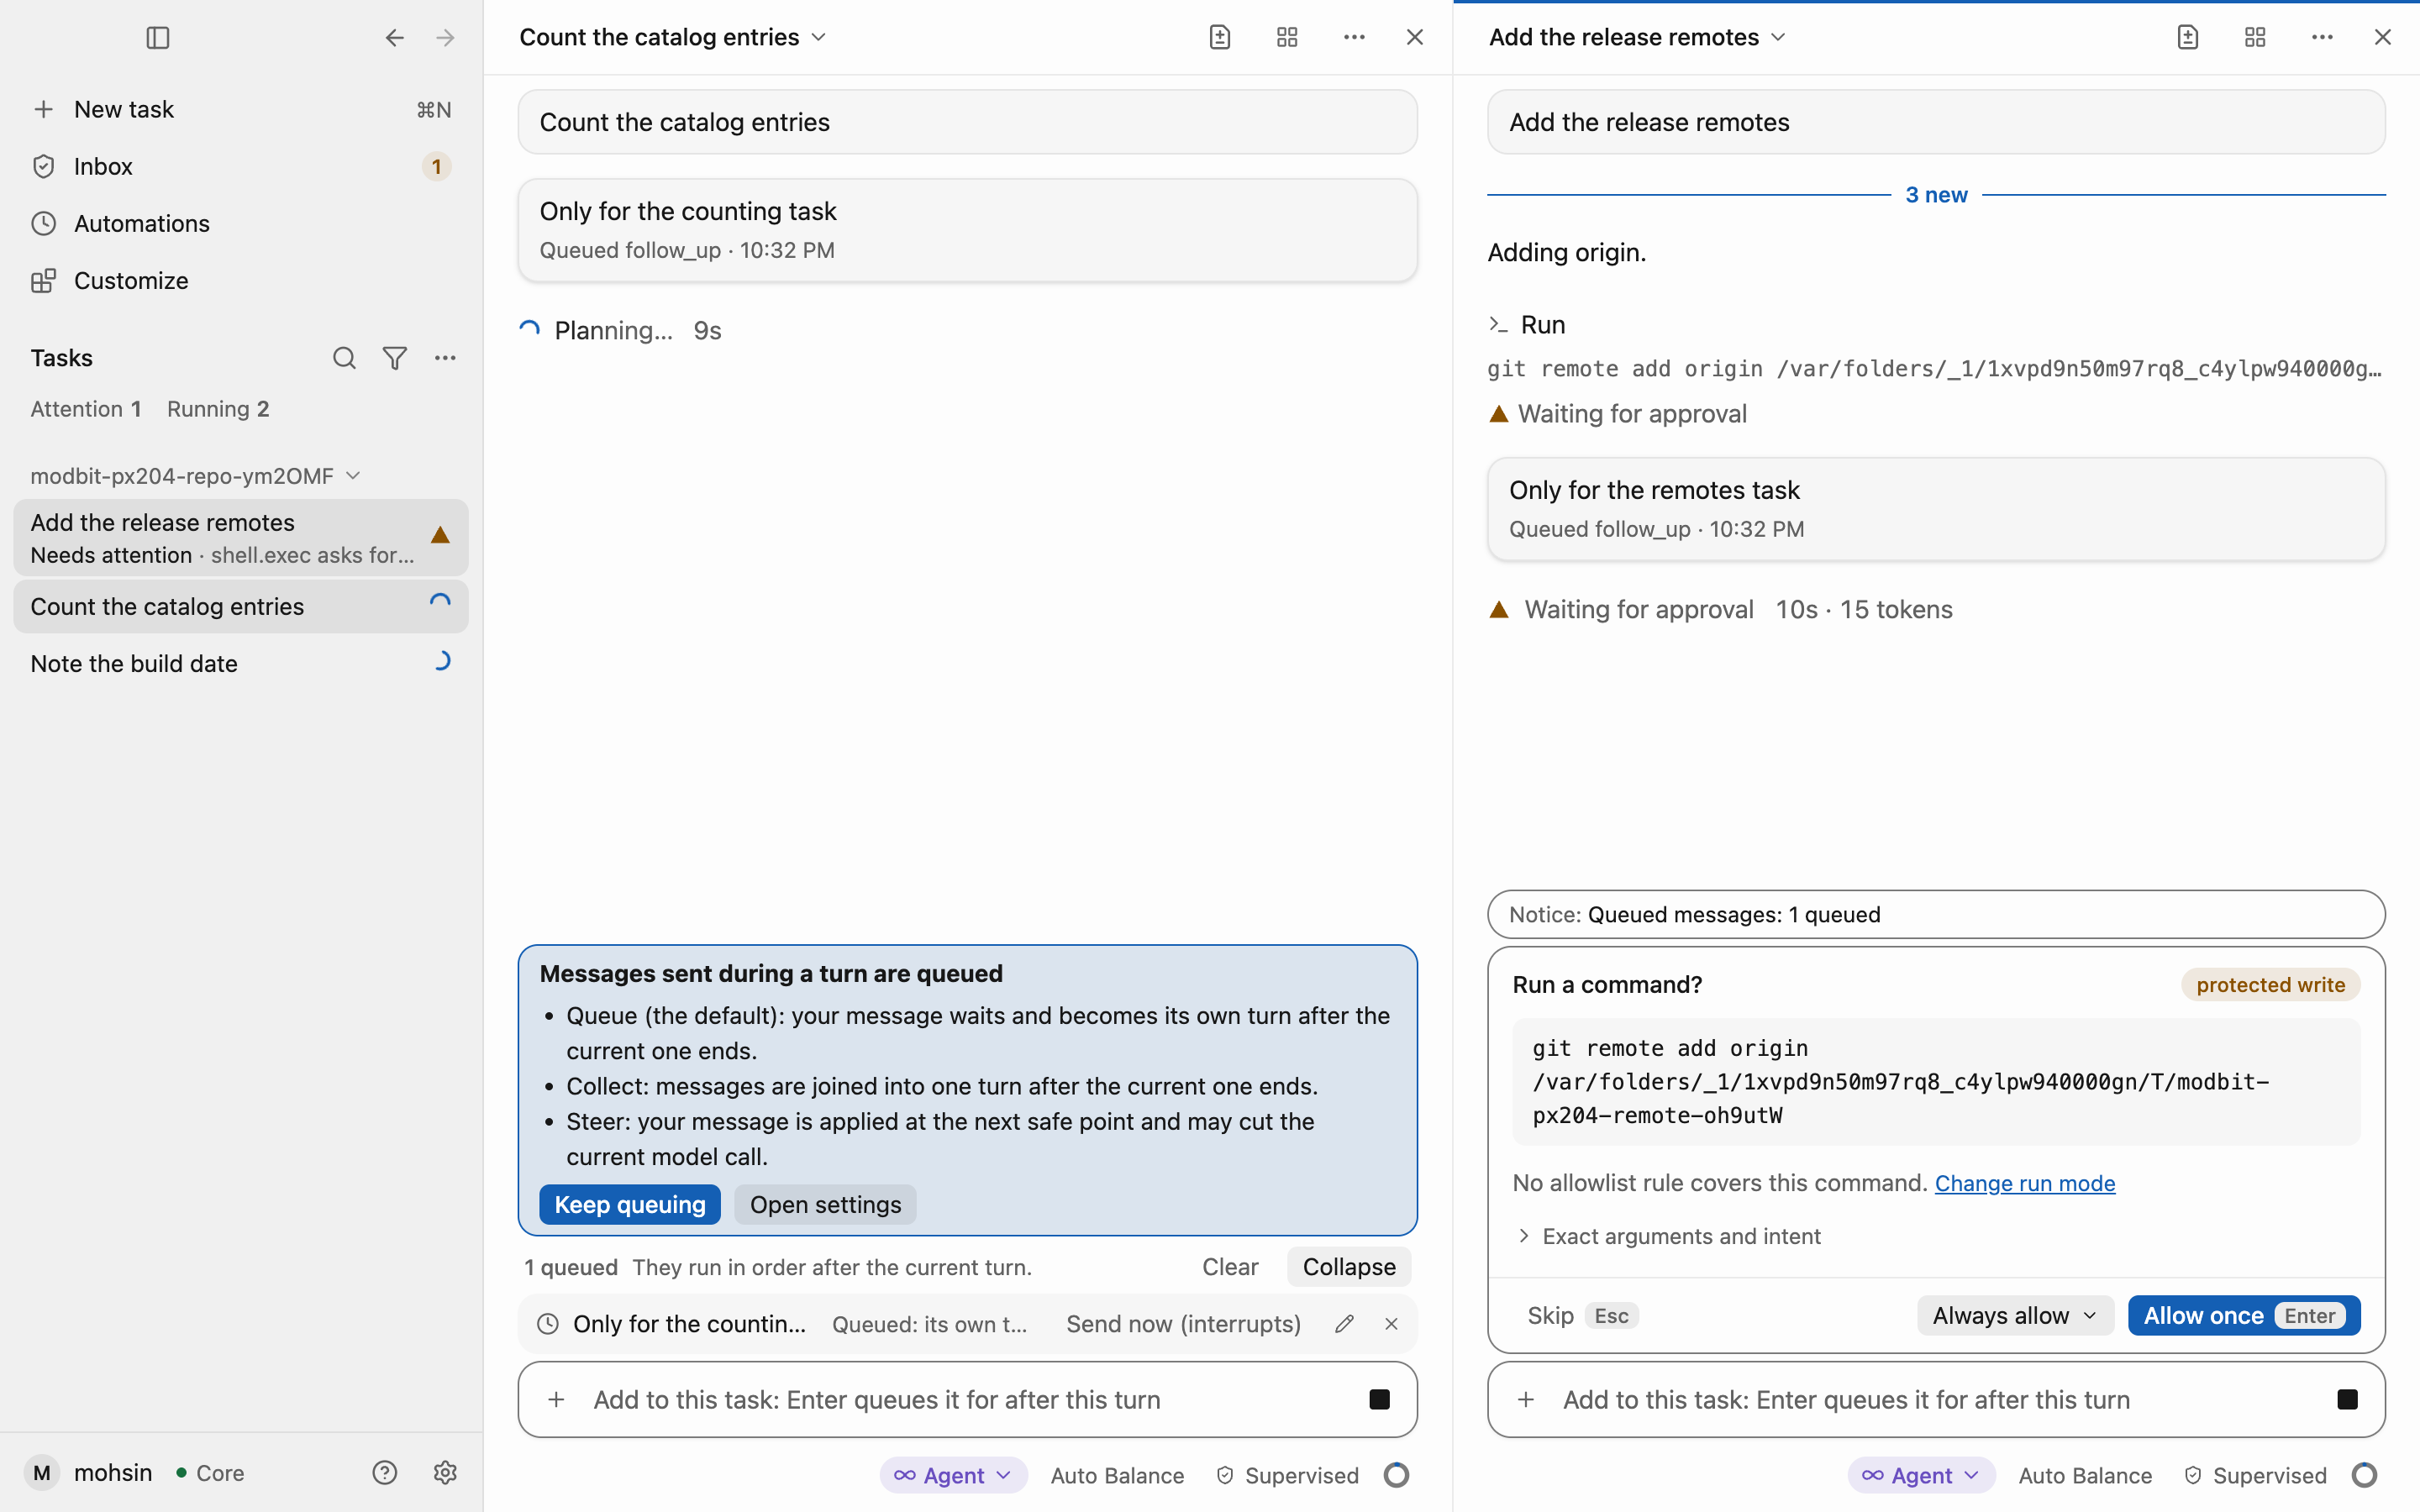 New task ⌘N
Inbox 1
Automations
Customize
Tasks
Attention 1 Running 2
modbit-px204-repo-ym2OMF
Add the release remotes
Needs attention · shell.exec asks for...
Count the catalog entries
Note the build date
M mohsin Core
Count the catalog entries
Count the catalog entries
Only for the counting task
Queued follow_up · 10:32 PM
Planning... 9s
Messages sent during a turn are queued
• Queue (the default): your message waits and becomes its own turn after the
current one ends.
• Collect: messages are joined into one turn after the current one ends.
• Steer: your message is applied at the next safe point and may cut the
current model call.
Keep queuing Open settings
1 queued They run in order after the current turn. Clear Collapse
Only for the countin... Queued: its own t... Send now (interrupts)
Add to this task: Enter queues it for after this turn
Agent Auto Balance Supervised
Add the release remotes
Add the release remotes
3 new
Adding origin.
Run
git remote add origin /var/folders/_1/1xvpd9n50m97rq8_c4ylpw940000g…
Waiting for approval
Only for the remotes task
Queued follow_up · 10:32 PM
Waiting for approval 10s · 15 tokens
Notice: Queued messages: 1 queued
Run a command? protected write
git remote add origin
/var/folders/_1/1xvpd9n50m97rq8_c4ylpw940000gn/T/modbit-
px204-remote-oh9utW
No allowlist rule covers this command. Change run mode
Exact arguments and intent
Skip Esc Always allow Allow once Enter
Add to this task: Enter queues it for after this turn
Agent Auto Balance Supervised